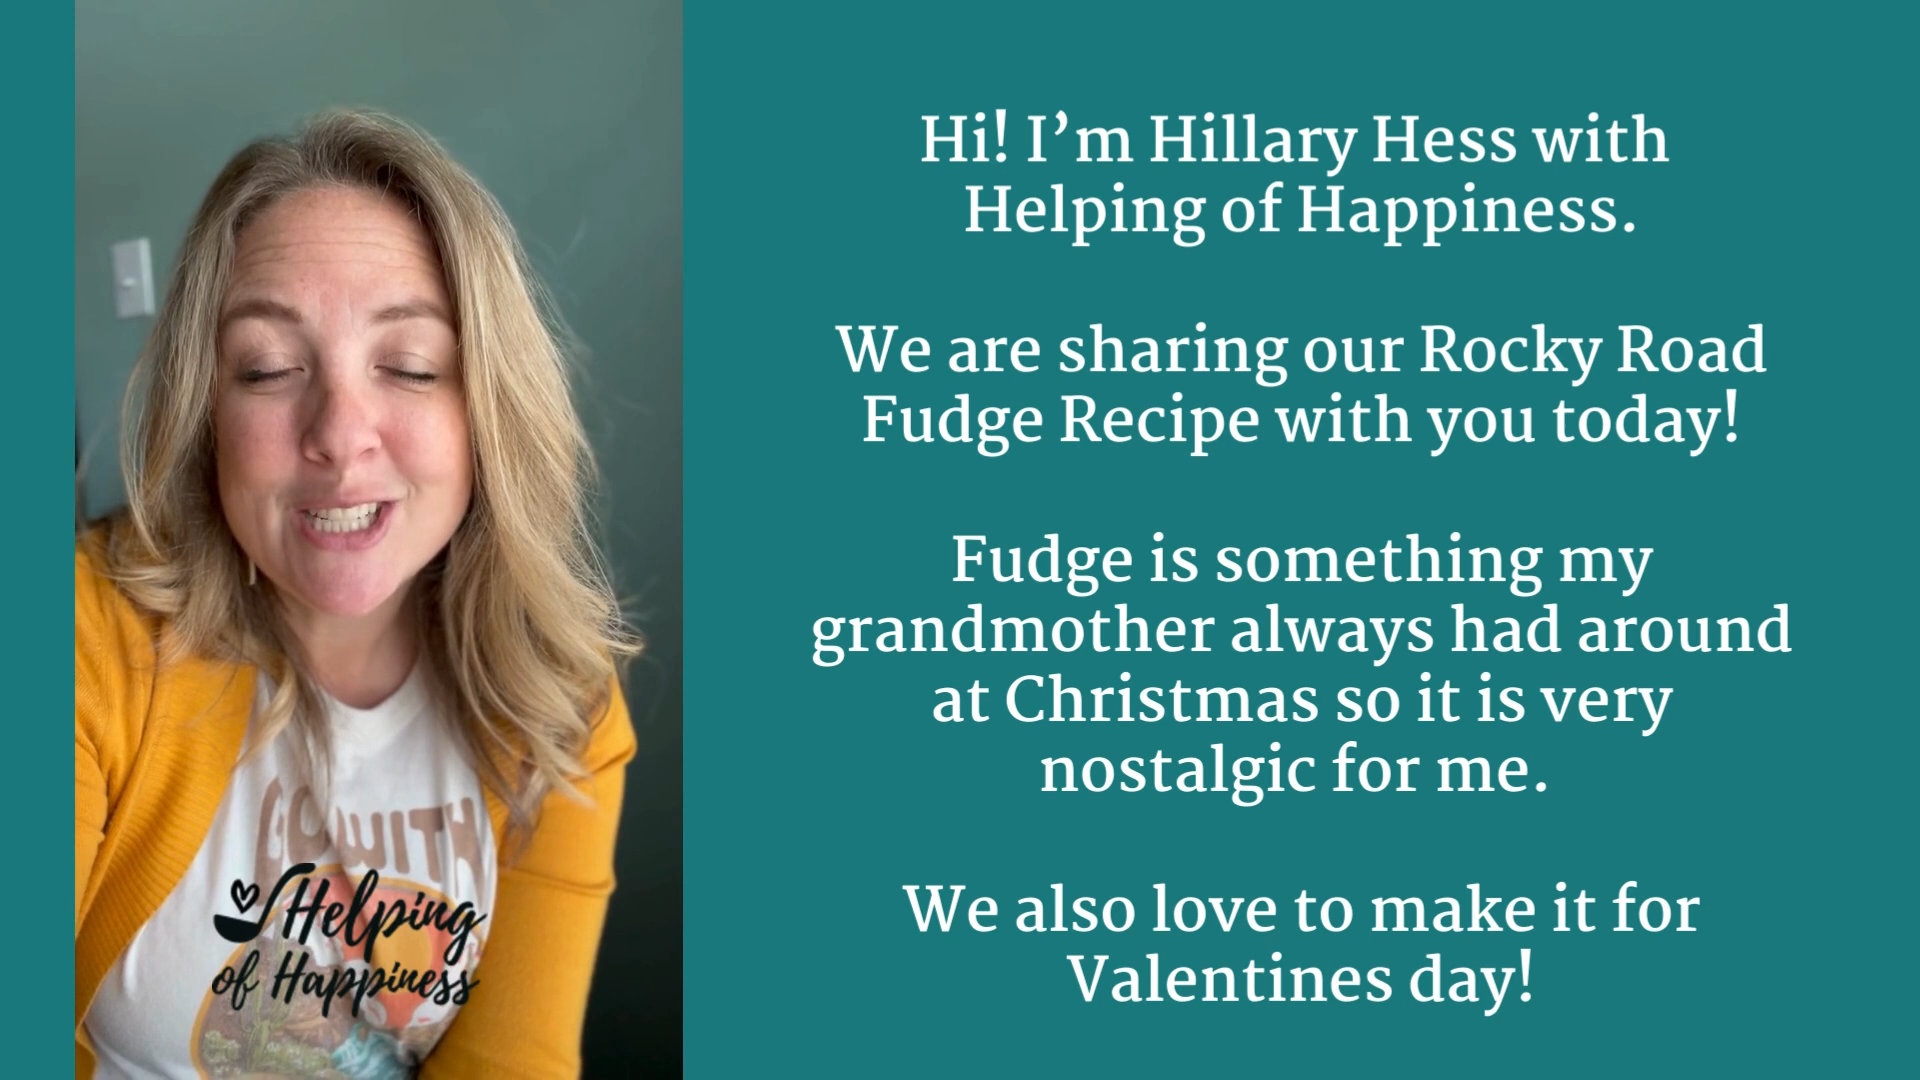 Hi! I’m Hillary Hess with
Helping of Happiness.
We are sharing our Rocky Road
Fudge Recipe with you today!
Fudge is something my
grandmother always had around
at Christmas so it is very
nostalgic for me.
We also love to make it for
Valentines day!
GO WITH
Helping
of Happiness